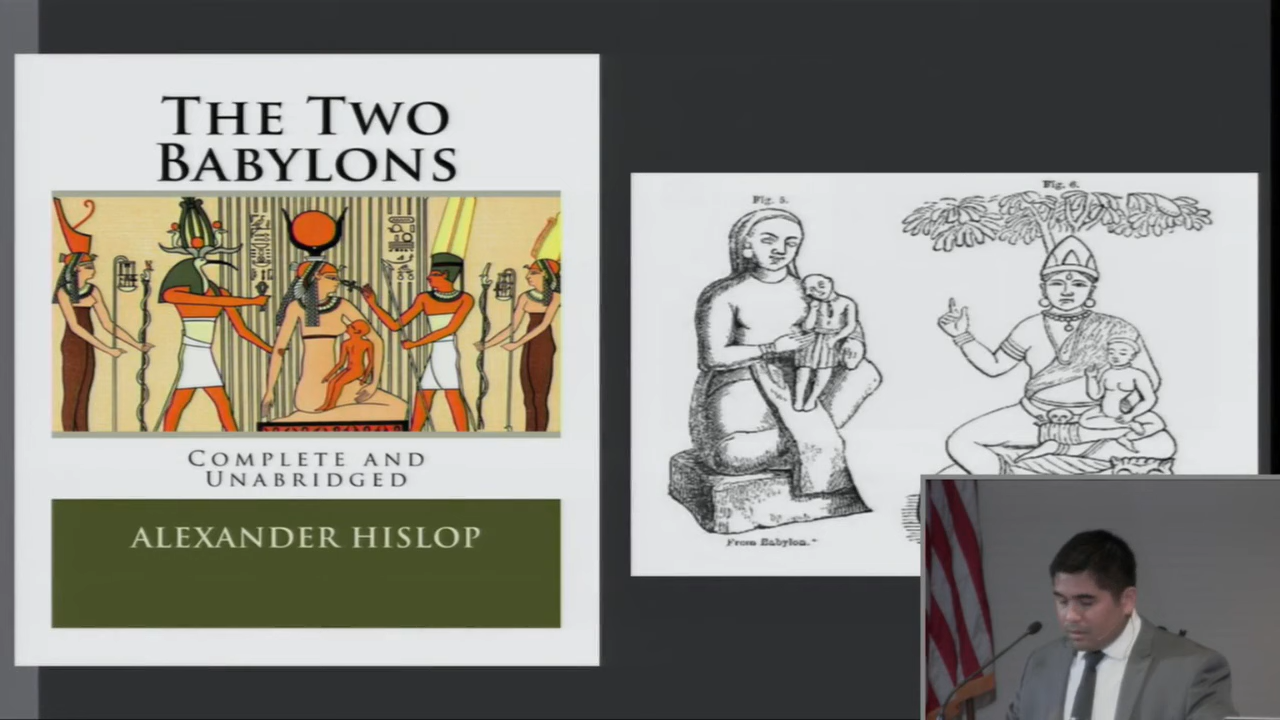 THE TWO
BABYLONS
COMPLETE AND
UNABRIDGED
ALEXANDER HISLOP
Fig. 5.
Fig. 6.
From Babylon.*